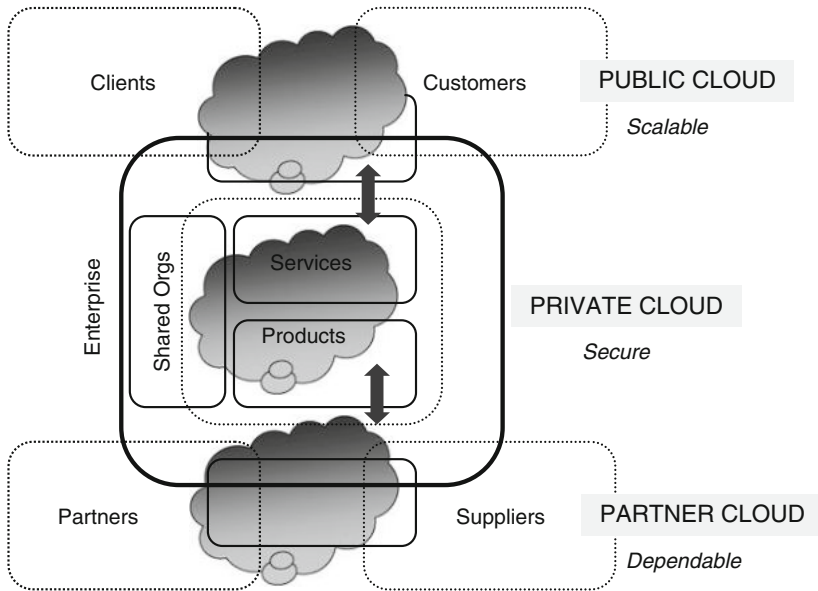 Clients
Customers
PUBLIC CLOUD
Scalable
Enterprise
Shared Orgs
Services
Products
PRIVATE CLOUD
Secure
Partners
Suppliers
PARTNER CLOUD
Dependable